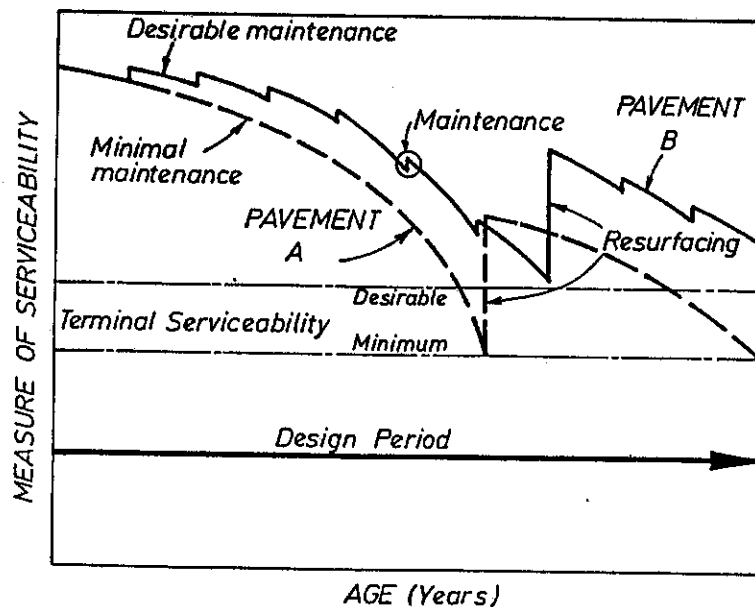 Desirable maintenance
Maintenance
PAVEMENT
B
Minimal
maintenance
PAVEMENT
A
Resurfacing
Desirable
Terminal Serviceability
Minimum
Design Period
MEASURE OF SERVICEABILITY
AGE (Years)